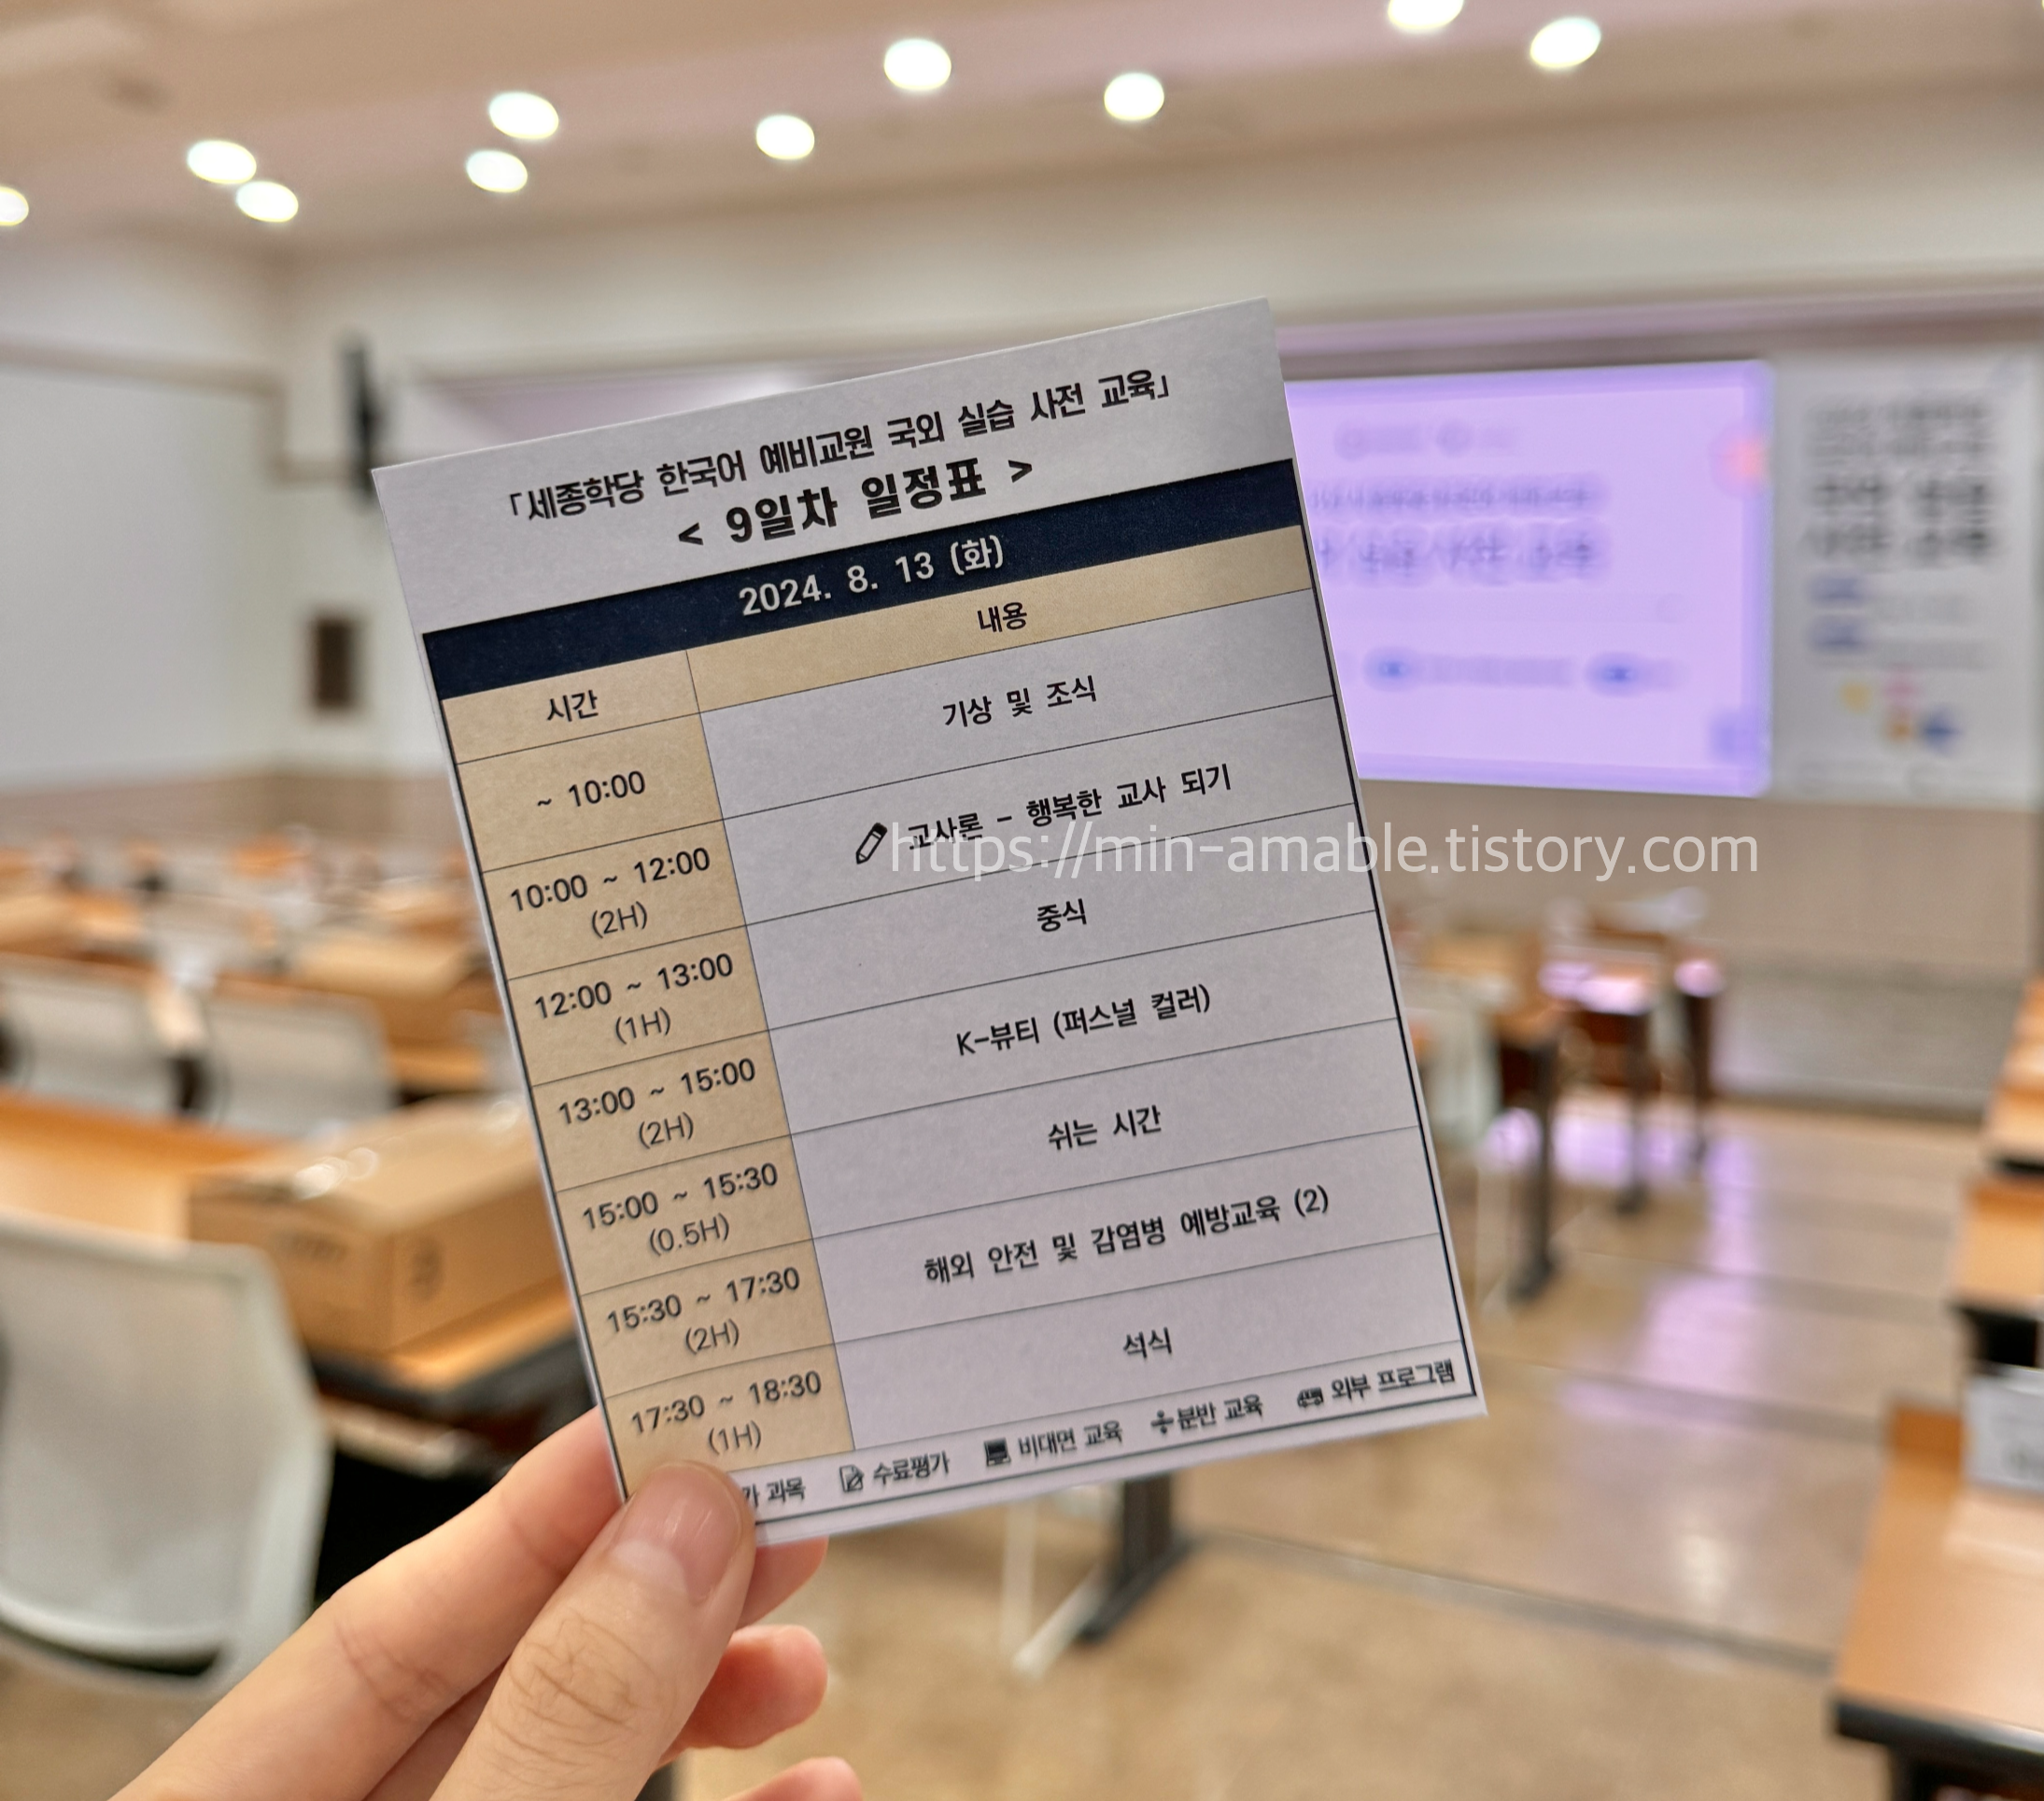 「세종학당 한국어 예비교원 국외 실습 사전 교육」
< 9일차 일정표 >
2024. 8. 13 (화)
시간 내용
~ 10:00 기상 및 조식
10:00 ~ 12:00 (2H) 교사론 - 행복한 교사 되기
12:00 ~ 13:00 (1H) 중식
13:00 ~ 15:00 (2H) K-뷰티 (퍼스널 컬러)
15:00 ~ 15:30 (0.5H) 쉬는 시간
15:30 ~ 17:30 (2H) 해외 안전 및 감염병 예방교육 (2)
17:30 ~ 18:30 (1H) 석식
과목 수료평가 비대면 교육 분반 교육 외부 프로그램
https://min-amable.tistory.com